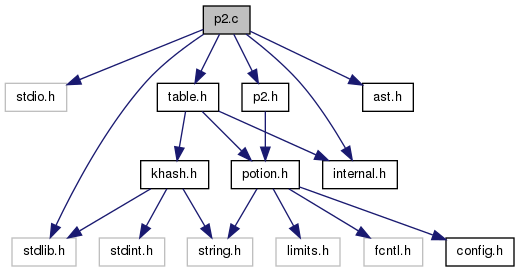 p2.c
stdio.h
table.h
p2.h
ast.h
khash.h
potion.h
internal.h
stdlib.h
stdint.h
string.h
limits.h
fcntl.h
config.h